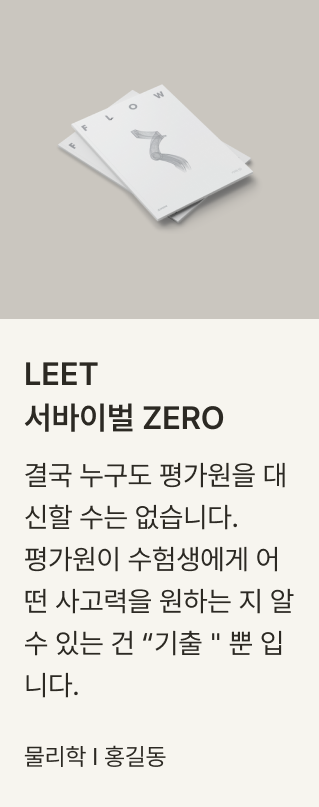 F L O W
F
LEET
서바이벌 ZERO
결국 누구도 평가원을 대
신할 수는 없습니다.
평가원이 수험생에게 어
떤 사고력을 원하는 지 알
수 있는 건 “기출 " 뿐 입
니다.
물리학 I 홍길동